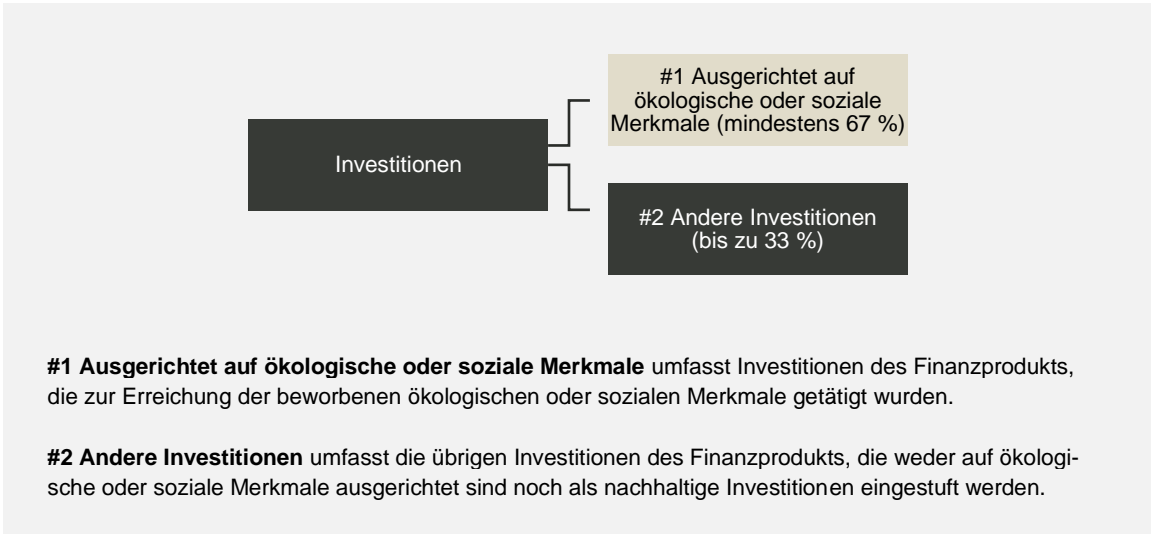 #1 Ausgerichtet auf
ökologische oder soziale
Merkmale (mindestens 67 %)
Investitionen
#2 Andere Investitionen
(bis zu 33 %)
#1 Ausgerichtet auf ökologische oder soziale Merkmale umfasst Investitionen des Finanzprodukts,
die zur Erreichung der beworbenen ökologischen oder sozialen Merkmale getätigt wurden.
#2 Andere Investitionen umfasst die übrigen Investitionen des Finanzprodukts, die weder auf ökologi-
sche oder soziale Merkmale ausgerichtet sind noch als nachhaltige Investitionen eingestuft werden.